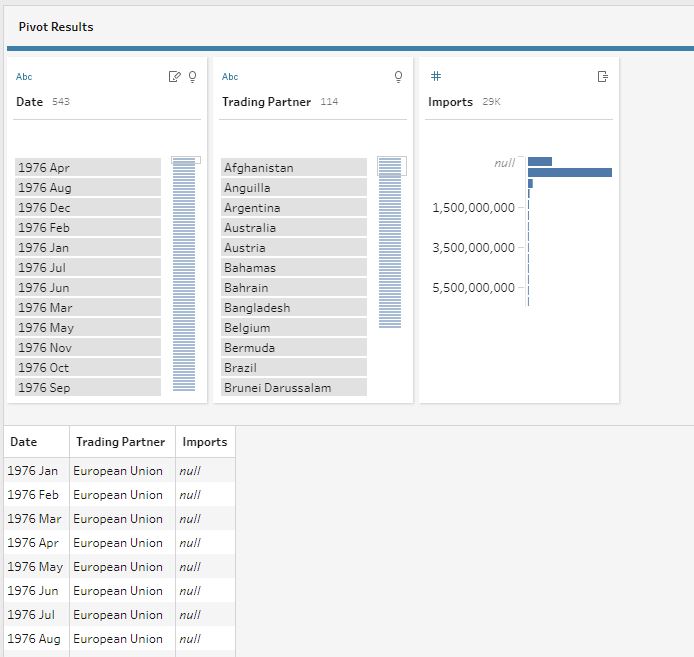 Pivot Results
Abc
Date 543
1976 Apr
1976 Aug
1976 Dec
1976 Feb
1976 Jan
1976 Jul
1976 Jun
1976 Mar
1976 May
1976 Nov
1976 Oct
1976 Sep
Abc
Trading Partner 114
Afghanistan
Anguilla
Argentina
Australia
Austria
Bahamas
Bahrain
Bangladesh
Belgium
Bermuda
Brazil
Brunei Darussalam
#
Imports 29K
null
1,500,000,000
3,500,000,000
5,500,000,000
Date Trading Partner Imports
1976 Jan European Union null
1976 Feb European Union null
1976 Mar European Union null
1976 Apr European Union null
1976 May European Union null
1976 Jun European Union null
1976 Jul European Union null
1976 Aug European Union null